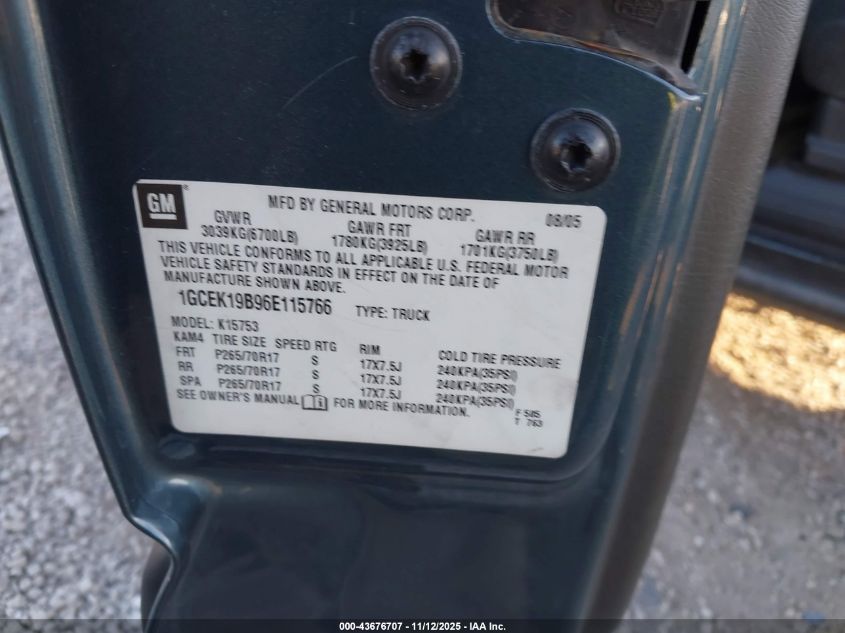 GM
MFD BY GENERAL MOTORS CORP. 08/05
GVWR GAWR FRT GAWR RR
3039KG(6700LB) 1780KG(3925LB) 1701KG(3750LB)
THIS VEHICLE CONFORMS TO ALL APPLICABLE U.S. FEDERAL MOTOR
VEHICLE SAFETY STANDARDS IN EFFECT ON THE DATE OF
MANUFACTURE SHOWN ABOVE.
1GCEK19B96E115766 TYPE: TRUCK
MODEL: K15753
KAM4 TIRE SIZE SPEED RTG RIM COLD TIRE PRESSURE
FRT P265/70R17 S 17X7.5J 240KPA(35PSI)
RR P265/70R17 S 17X7.5J 240KPA(35PSI)
SPA P265/70R17 S 17X7.5J 240KPA(35PSI)
SEE OWNER'S MANUAL FOR MORE INFORMATION.
F 505
T 763
000-43676707 - 11/12/2025 - IAA Inc.